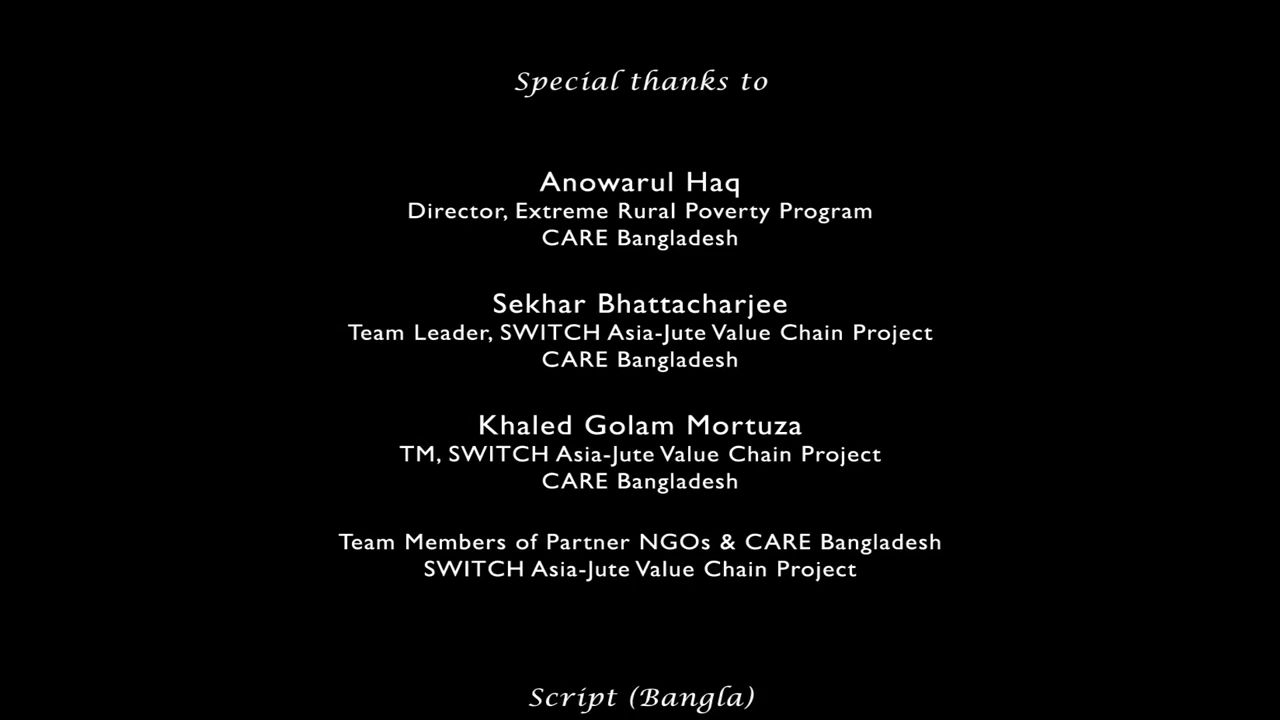 Special thanks to
Anowarul Haq
Director, Extreme Rural Poverty Program
CARE Bangladesh
Sekhar Bhattacharjee
Team Leader, SWITCH Asia-Jute Value Chain Project
CARE Bangladesh
Khaled Golam Mortuza
TM, SWITCH Asia-Jute Value Chain Project
CARE Bangladesh
Team Members of Partner NGOs & CARE Bangladesh
SWITCH Asia-Jute Value Chain Project
Script (Bangla)